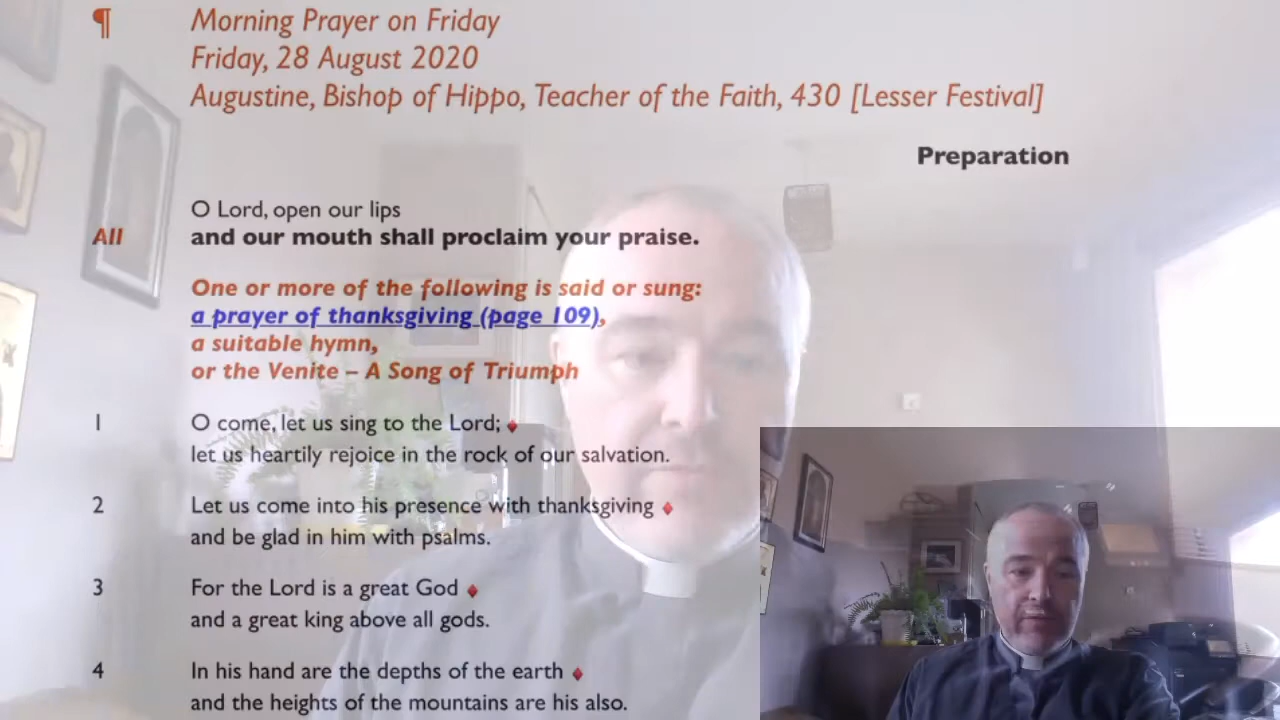 ¶ Morning Prayer on Friday
Friday, 28 August 2020
Augustine, Bishop of Hippo, Teacher of the Faith, 430 [Lesser Festival]
Preparation
O Lord, open our lips
All and our mouth shall proclaim your praise.
One or more of the following is said or sung:
a prayer of thanksgiving (page 109),
a suitable hymn,
or the Venite – A Song of Triumph
1 O come, let us sing to the Lord; ♦
let us heartily rejoice in the rock of our salvation.
2 Let us come into his presence with thanksgiving ♦
and be glad in him with psalms.
3 For the Lord is a great God ♦
and a great king above all gods.
4 In his hand are the depths of the earth ♦
and the heights of the mountains are his also.